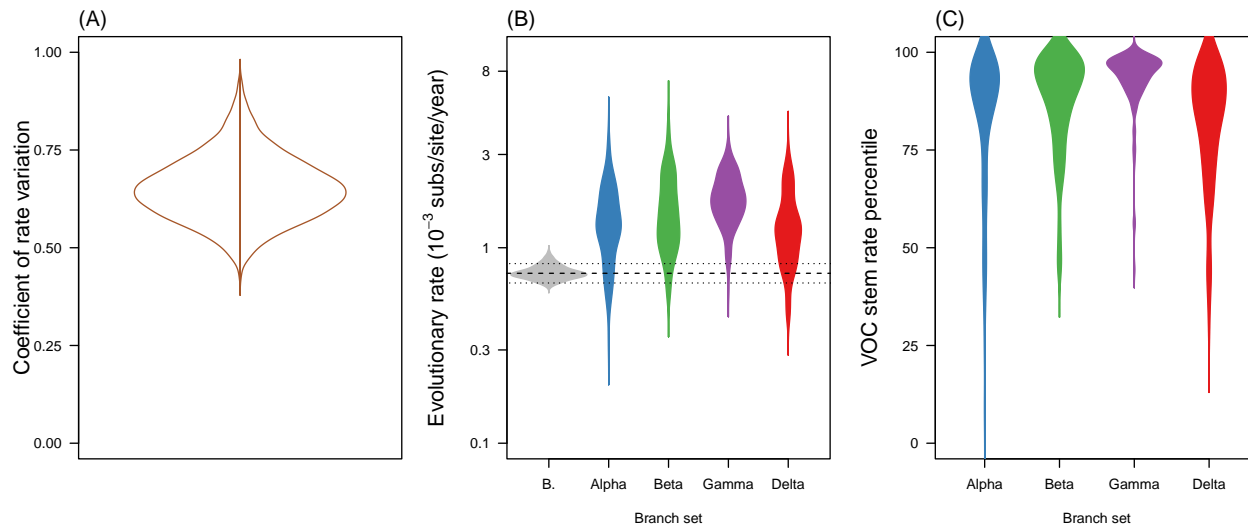 (A)
Coefficient of rate variation
1.00
0.75
0.50
0.25
0.00
(B)
Evolutionary rate (10⁻³ subs/site/year)
8
3
1
0.3
0.1
B.
Alpha
Beta
Gamma
Delta
Branch set
(C)
VOC stem rate percentile
100
75
50
25
0
Alpha
Beta
Gamma
Delta
Branch set